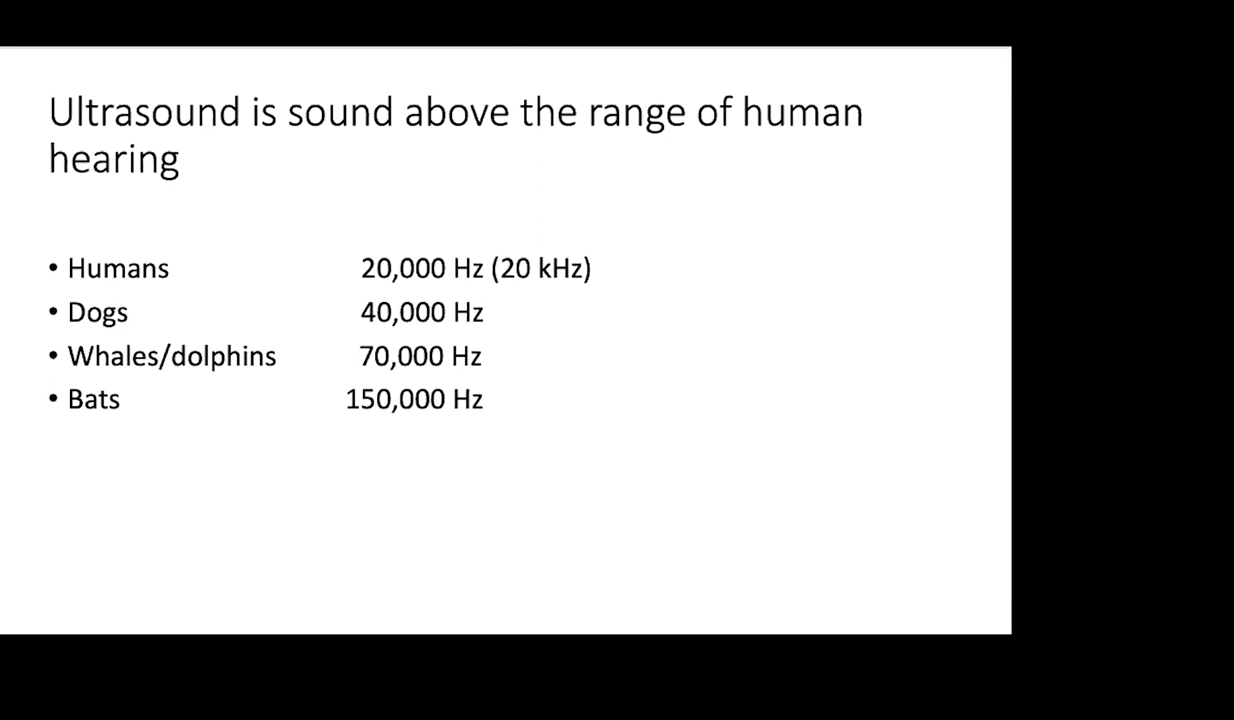 Ultrasound is sound above the range of human
hearing
• Humans 20,000 Hz (20 kHz)
• Dogs 40,000 Hz
• Whales/dolphins 70,000 Hz
• Bats 150,000 Hz